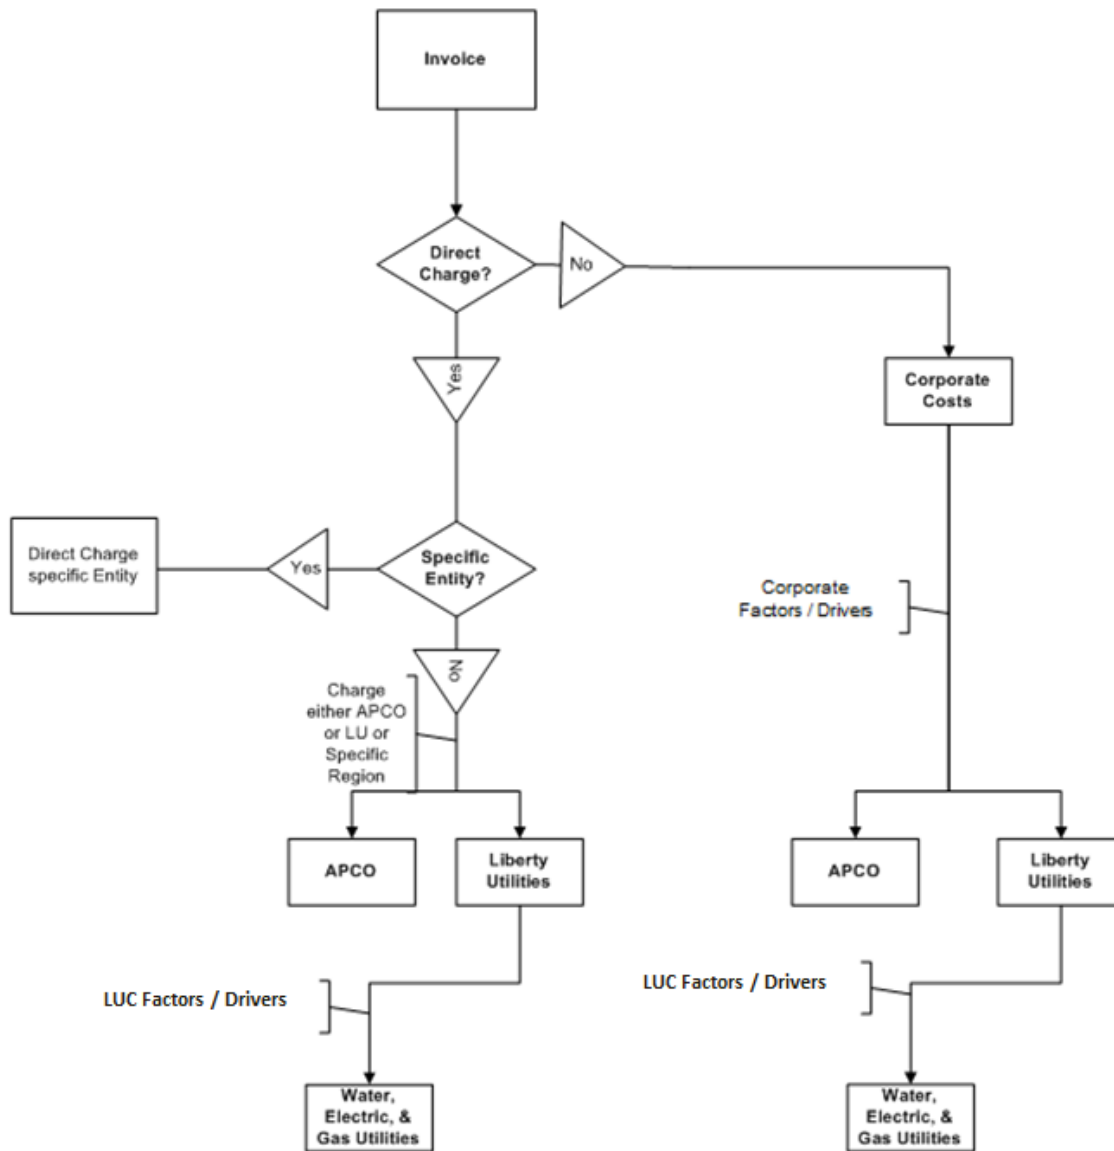 Invoice
Direct
Charge?
No
Yes
Corporate
Costs
Direct Charge
specific Entity
Yes
Specific
Entity?
Corporate
Factors / Drivers
No
Charge
either APCO
or LU or
Specific
Region
APCO
Liberty
Utilities
APCO
Liberty
Utilities
LUC Factors / Drivers
LUC Factors / Drivers
Water,
Electric, &
Gas Utilities
Water,
Electric, &
Gas Utilities